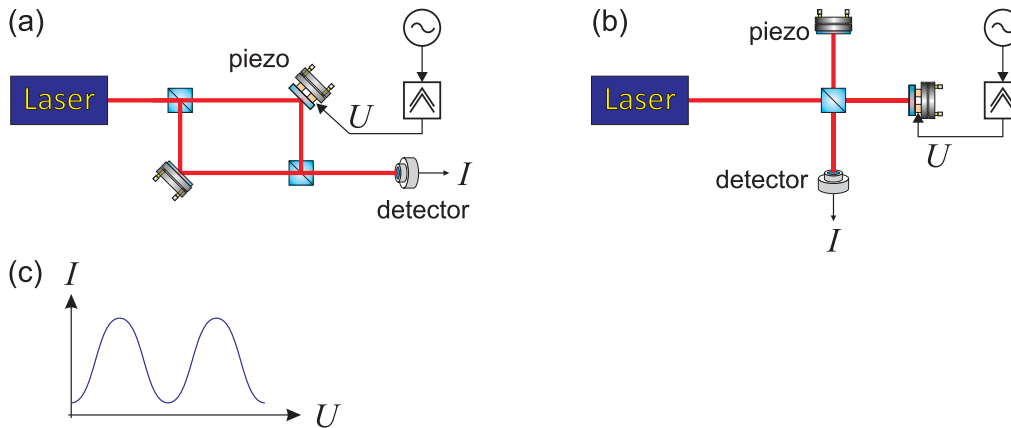 (a)
piezo
Laser
U
I
detector
(b)
piezo
Laser
U
detector
I
(c)
I
U